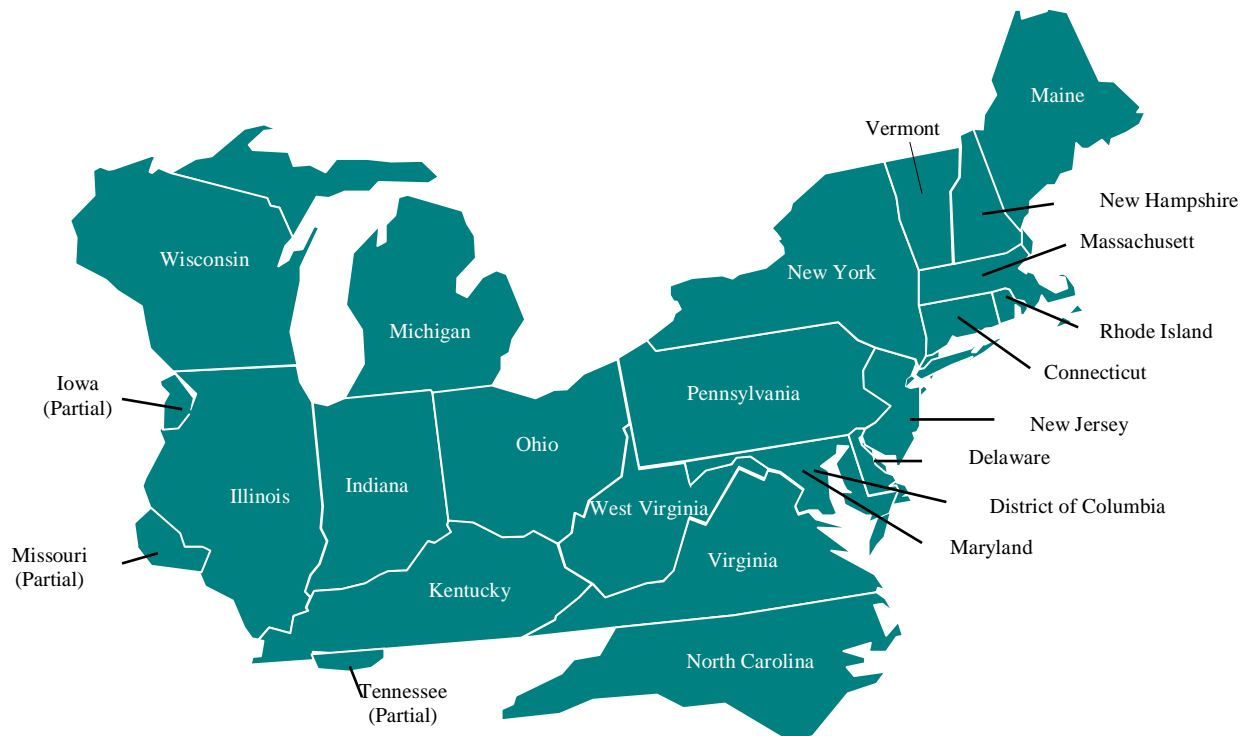 Maine
Vermont
New Hampshire
Massachusett
Wisconsin
New York
Michigan
Rhode Island
Connecticut
Iowa
(Partial)
Pennsylvania
New Jersey
Ohio
Delaware
Indiana
Illinois
West Virginia
District of Columbia
Maryland
Missouri
(Partial)
Virginia
Kentucky
North Carolina
Tennessee
(Partial)